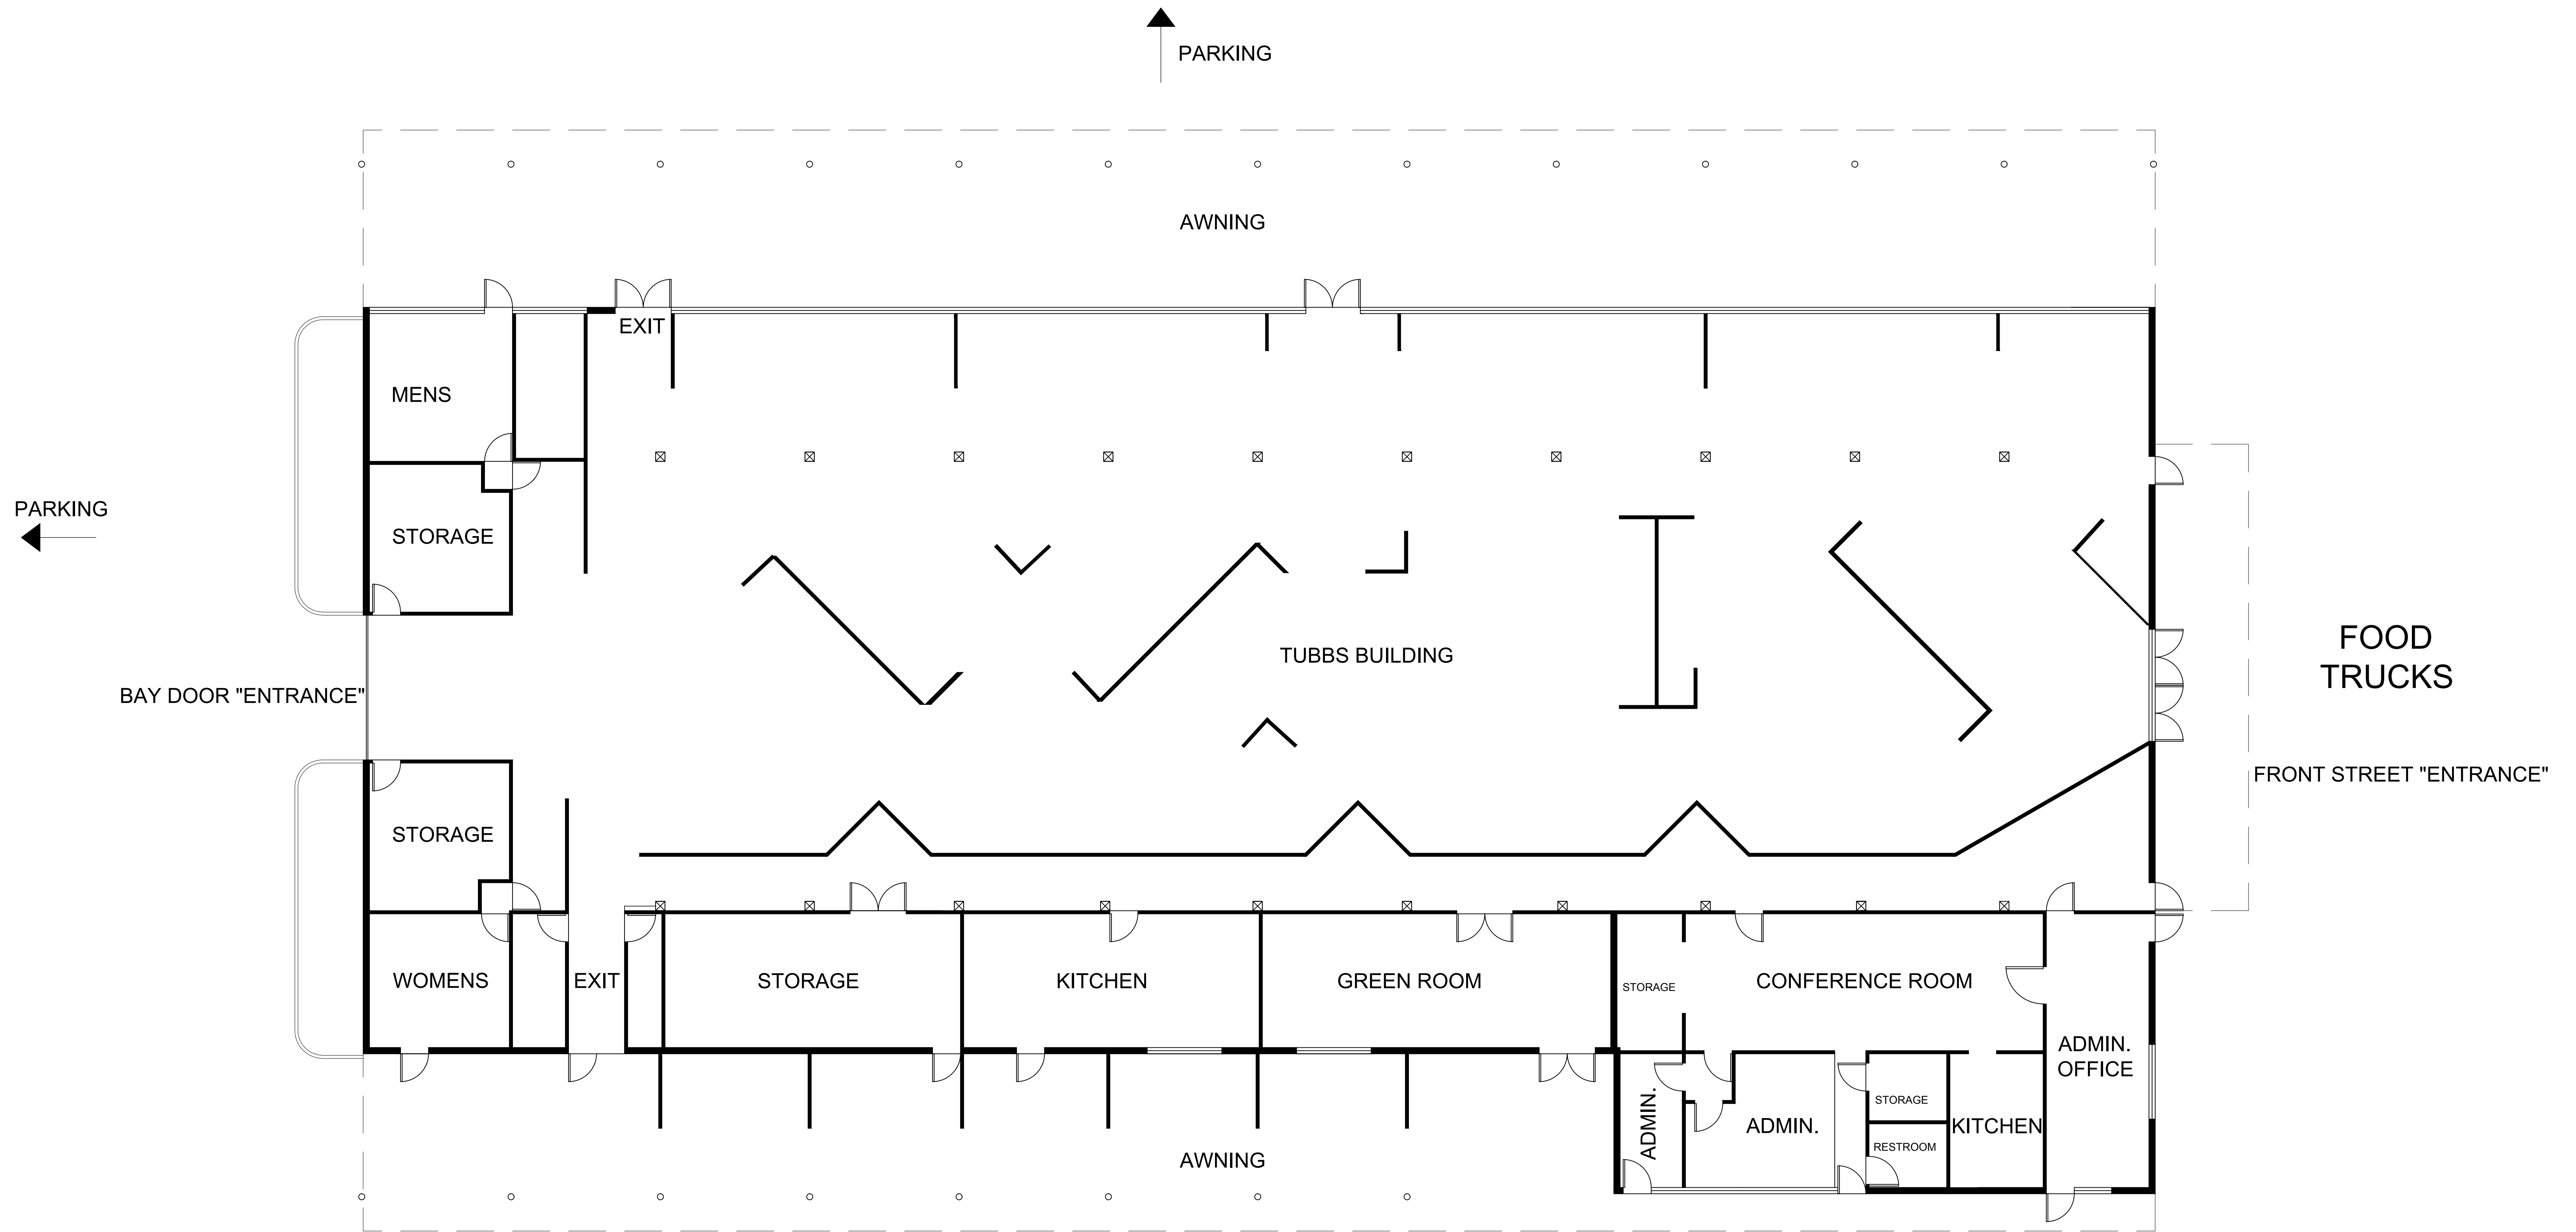 PARKING
AWNING
EXIT
MENS
PARKING
STORAGE
FOOD
TRUCKS
TUBBS BUILDING
BAY DOOR "ENTRANCE"
FRONT STREET "ENTRANCE"
STORAGE
WOMENS
EXIT
STORAGE
KITCHEN
GREEN ROOM
STORAGE
CONFERENCE ROOM
ADMIN.
OFFICE
ADMIN.
ADMIN.
STORAGE
KITCHEN
RESTROOM
AWNING